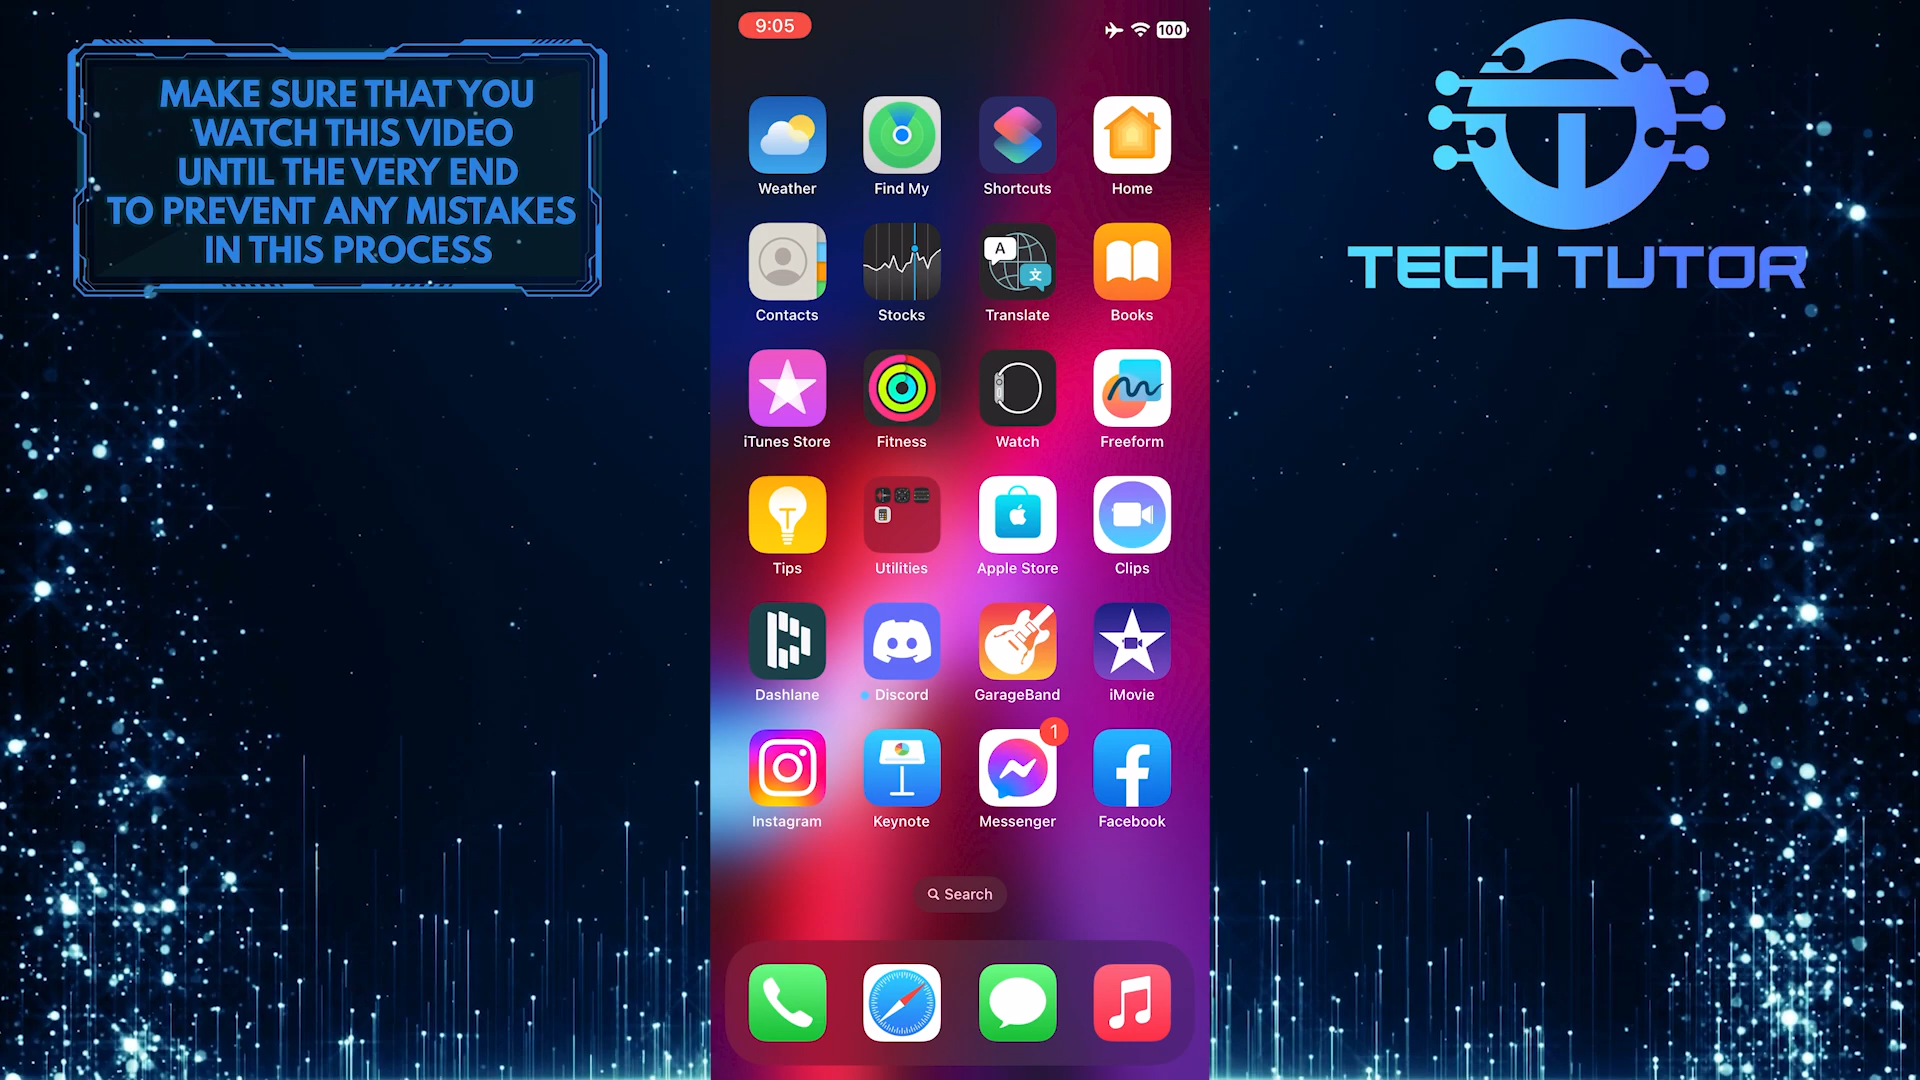 MAKE SURE THAT YOU
WATCH THIS VIDEO
UNTIL THE VERY END
TO PREVENT ANY MISTAKES
IN THIS PROCESS
9:05
100
TECH TUTOR
Weather Find My Shortcuts Home
A 文
Contacts Stocks Translate Books
iTunes Store Fitness Watch Freeform
Tips Utilities Apple Store Clips
Dashlane Discord GarageBand iMovie
1
Instagram Keynote Messenger Facebook
Search